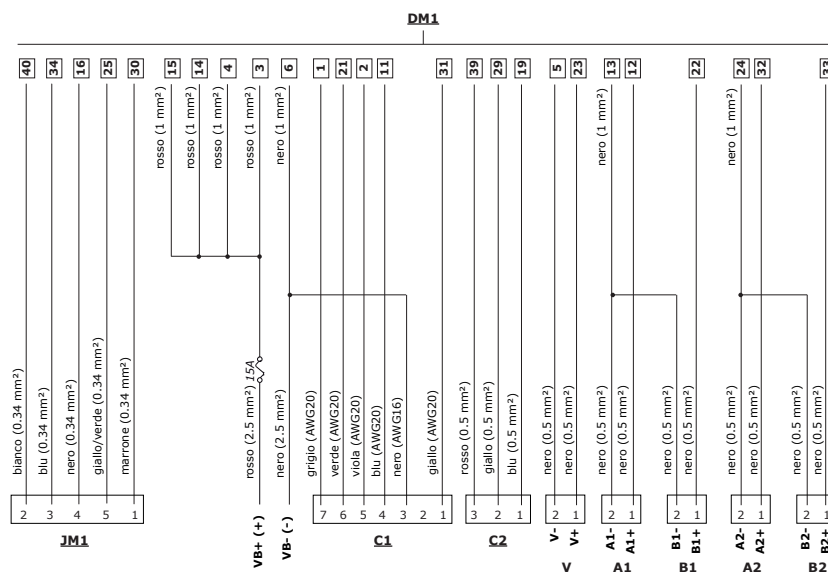 DM1
40 34 16 25 30 15 14 4 3 6 1 21 2 11 31 39 29 19 5 23 13 12 22 24 32 33
rosso (1 mm²)
rosso (1 mm²)
rosso (1 mm²)
rosso (1 mm²)
nero (1 mm²)
nero (1 mm²)
nero (1 mm²)
15A
bianco (0.34 mm²)
blu (0.34 mm²)
nero (0.34 mm²)
giallo/verde (0.34 mm²)
marrone (0.34 mm²)
rosso (2.5 mm²)
nero (2.5 mm²)
grigio (AWG20)
verde (AWG20)
viola (AWG20)
blu (AWG20)
nero (AWG16)
giallo (AWG20)
rosso (0.5 mm²)
giallo (0.5 mm²)
blu (0.5 mm²)
nero (0.5 mm²)
nero (0.5 mm²)
nero (0.5 mm²)
nero (0.5 mm²)
nero (0.5 mm²)
nero (0.5 mm²)
nero (0.5 mm²)
nero (0.5 mm²)
nero (0.5 mm²)
nero (0.5 mm²)
2 3 4 5 1 7 6 5 4 3 2 1 3 2 1 2 1 2 1 2 1 2 1 2 1
VB+ (+)
VB- (-)
V-
V+
A1-
A1+
B1-
B1+
A2-
A2+
B2-
B2+
JM1 C1 C2
V A1 B1 A2 B2